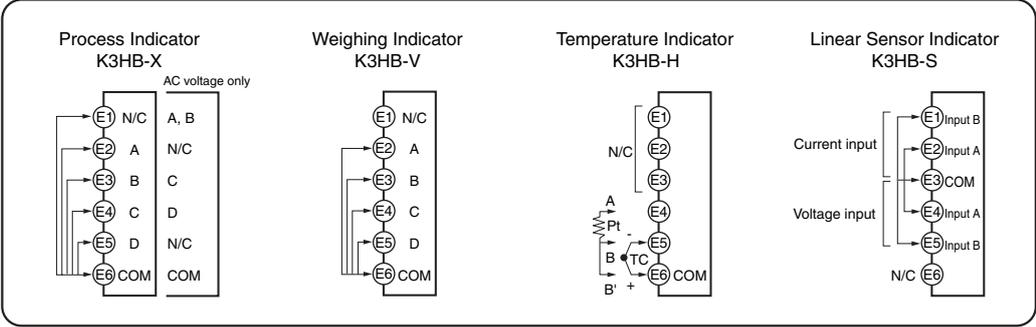 Process Indicator
K3HB-X
AC voltage only
E1 N/C A, B
E2 A N/C
E3 B C
E4 C D
E5 D N/C
E6 COM COM
Weighing Indicator
K3HB-V
E1 N/C
E2 A
E3 B
E4 C
E5 D
E6 COM
Temperature Indicator
K3HB-H
E1
N/C E2
E3
A E4
Pt
- E5
B TC
E6 COM
B' +
Linear Sensor Indicator
K3HB-S
E1 Input B
Current input E2 Input A
E3 COM
Voltage input E4 Input A
E5 Input B
N/C E6